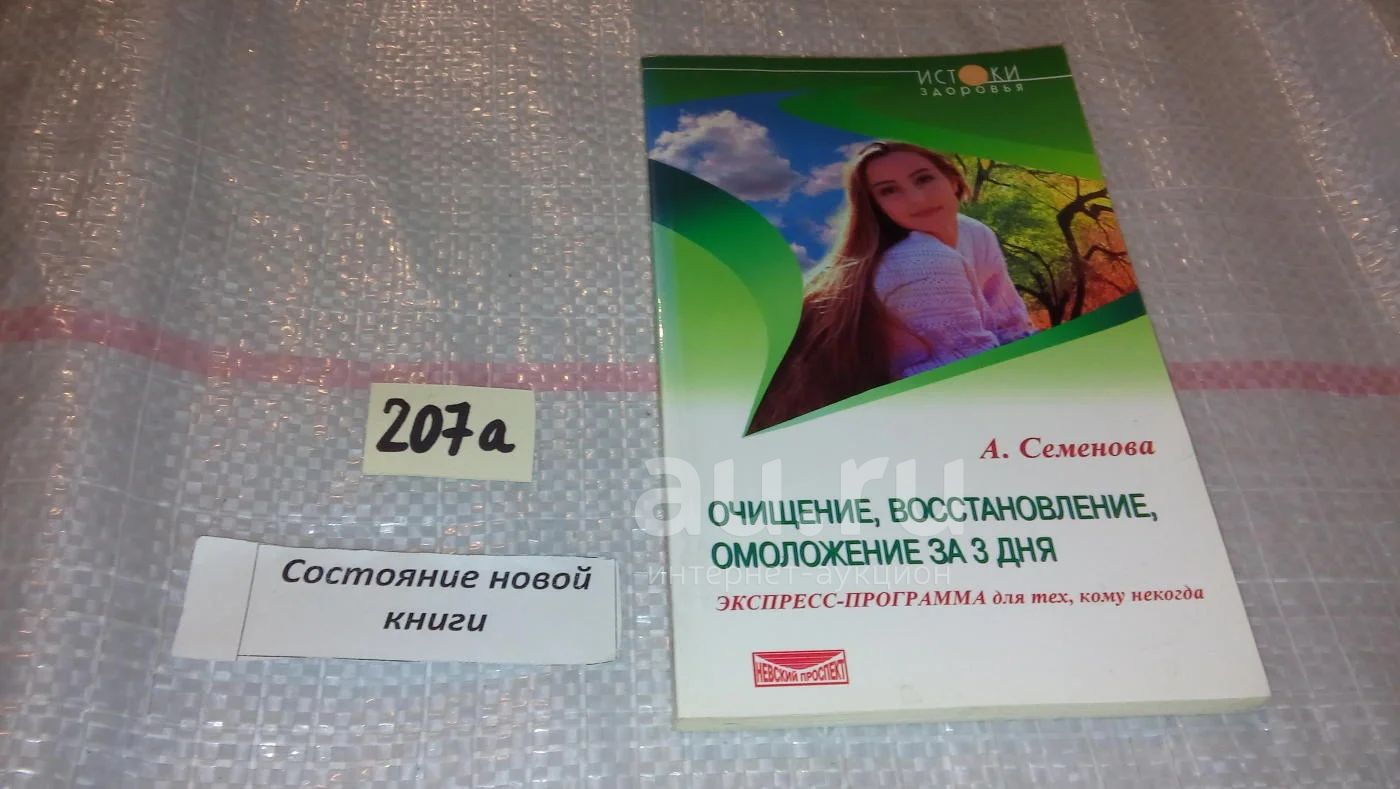 ИСТОКИ
здоровья
А. Семенова
ОЧИЩЕНИЕ, ВОССТАНОВЛЕНИЕ,
ОМОЛОЖЕНИЕ ЗА 3 ДНЯ
ЭКСПРЕСС-ПРОГРАММА для тех, кому некогда
НЕВСКИЙ ПРОСПЕКТ
207а
Состояние новой
книги
au.ru
интернет-аукцион